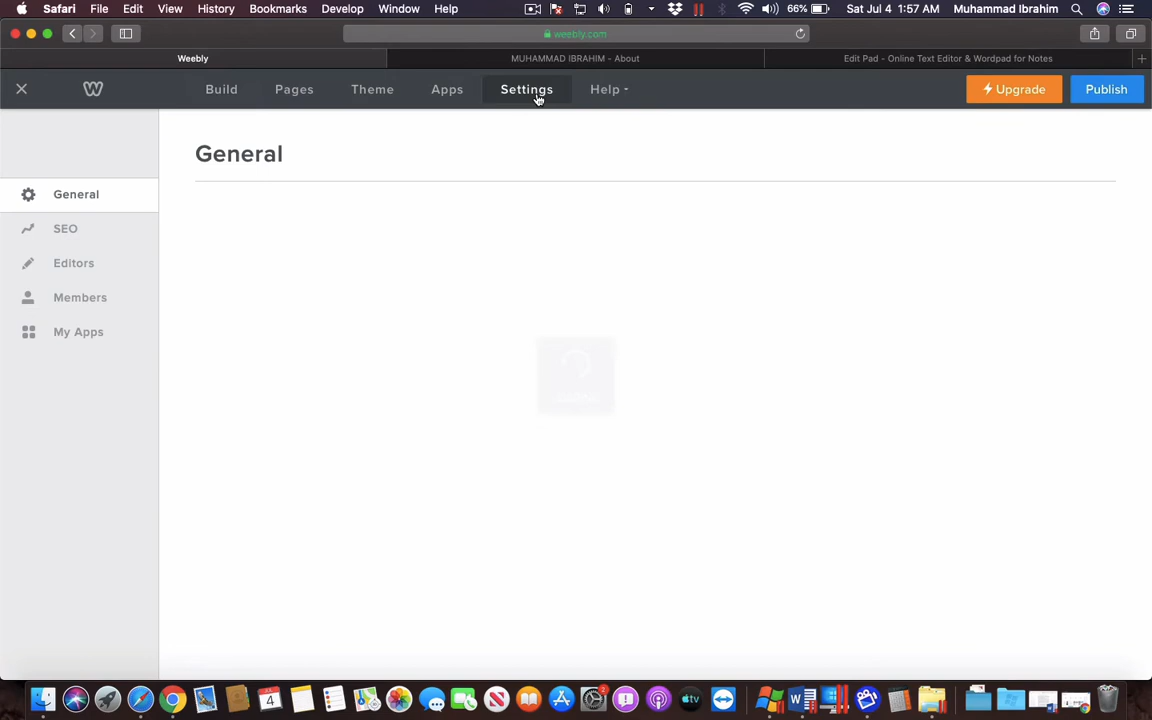 Safari File Edit View History Bookmarks Develop Window Help 66% Sat Jul 4 1:57 AM Muhammad Ibrahim
weebly.com
Weebly MUHAMMAD IBRAHIM - About Edit Pad - Online Text Editor & Wordpad for Notes
Build Pages Theme Apps Settings Help Upgrade Publish
General
General
SEO
Editors
Members
My Apps